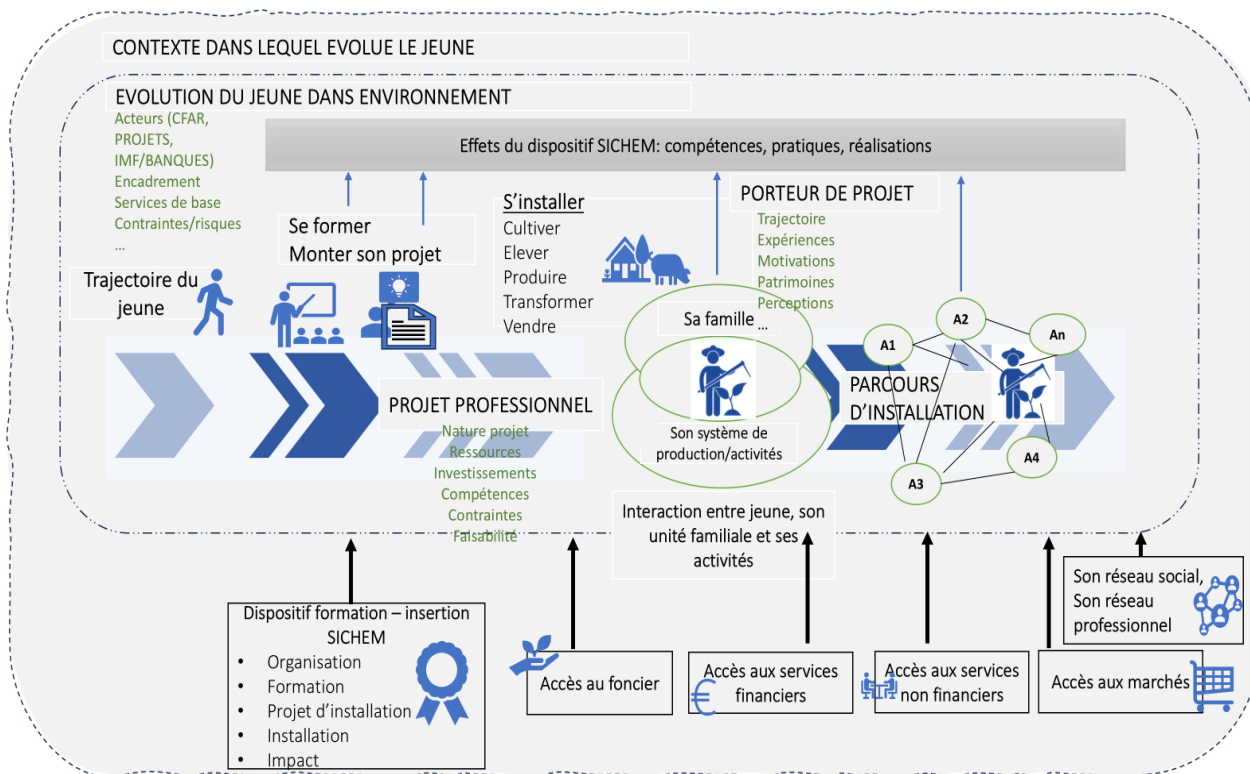 CONTEXTE DANS LEQUEL EVOLUE LE JEUNE
EVOLUTION DU JEUNE DANS ENVIRONNEMENT
Acteurs (CFAR,
PROJETS,
IMF/BANQUES)
Encadrement
Services de base
Contraintes/risques
...
Effets du dispositif SICHEM: compétences, pratiques, réalisations
Trajectoire du
jeune
Se former
Monter son projet
S'installer
Cultiver
Elever
Produire
Transformer
Vendre
PORTEUR DE PROJET
Trajectoire
Expériences
Motivations
Patrimoines
Perceptions
...
Sa famille
Son système de
production/activités
PROJET PROFESSIONNEL
Nature projet
Ressources
Investissements
Compétences
Contraintes
Faisabilité
PARCOURS
D'INSTALLATION
A1
A2
An
A3
A4
Interaction entre jeune, son
unité familiale et ses
activités
Dispositif formation – insertion
SICHEM
• Organisation
• Formation
• Projet d'installation
• Installation
• Impact
Accès au foncier
Accès aux services
financiers
Accès aux services
non financiers
Accès aux marchés
Son réseau social,
Son réseau
professionnel